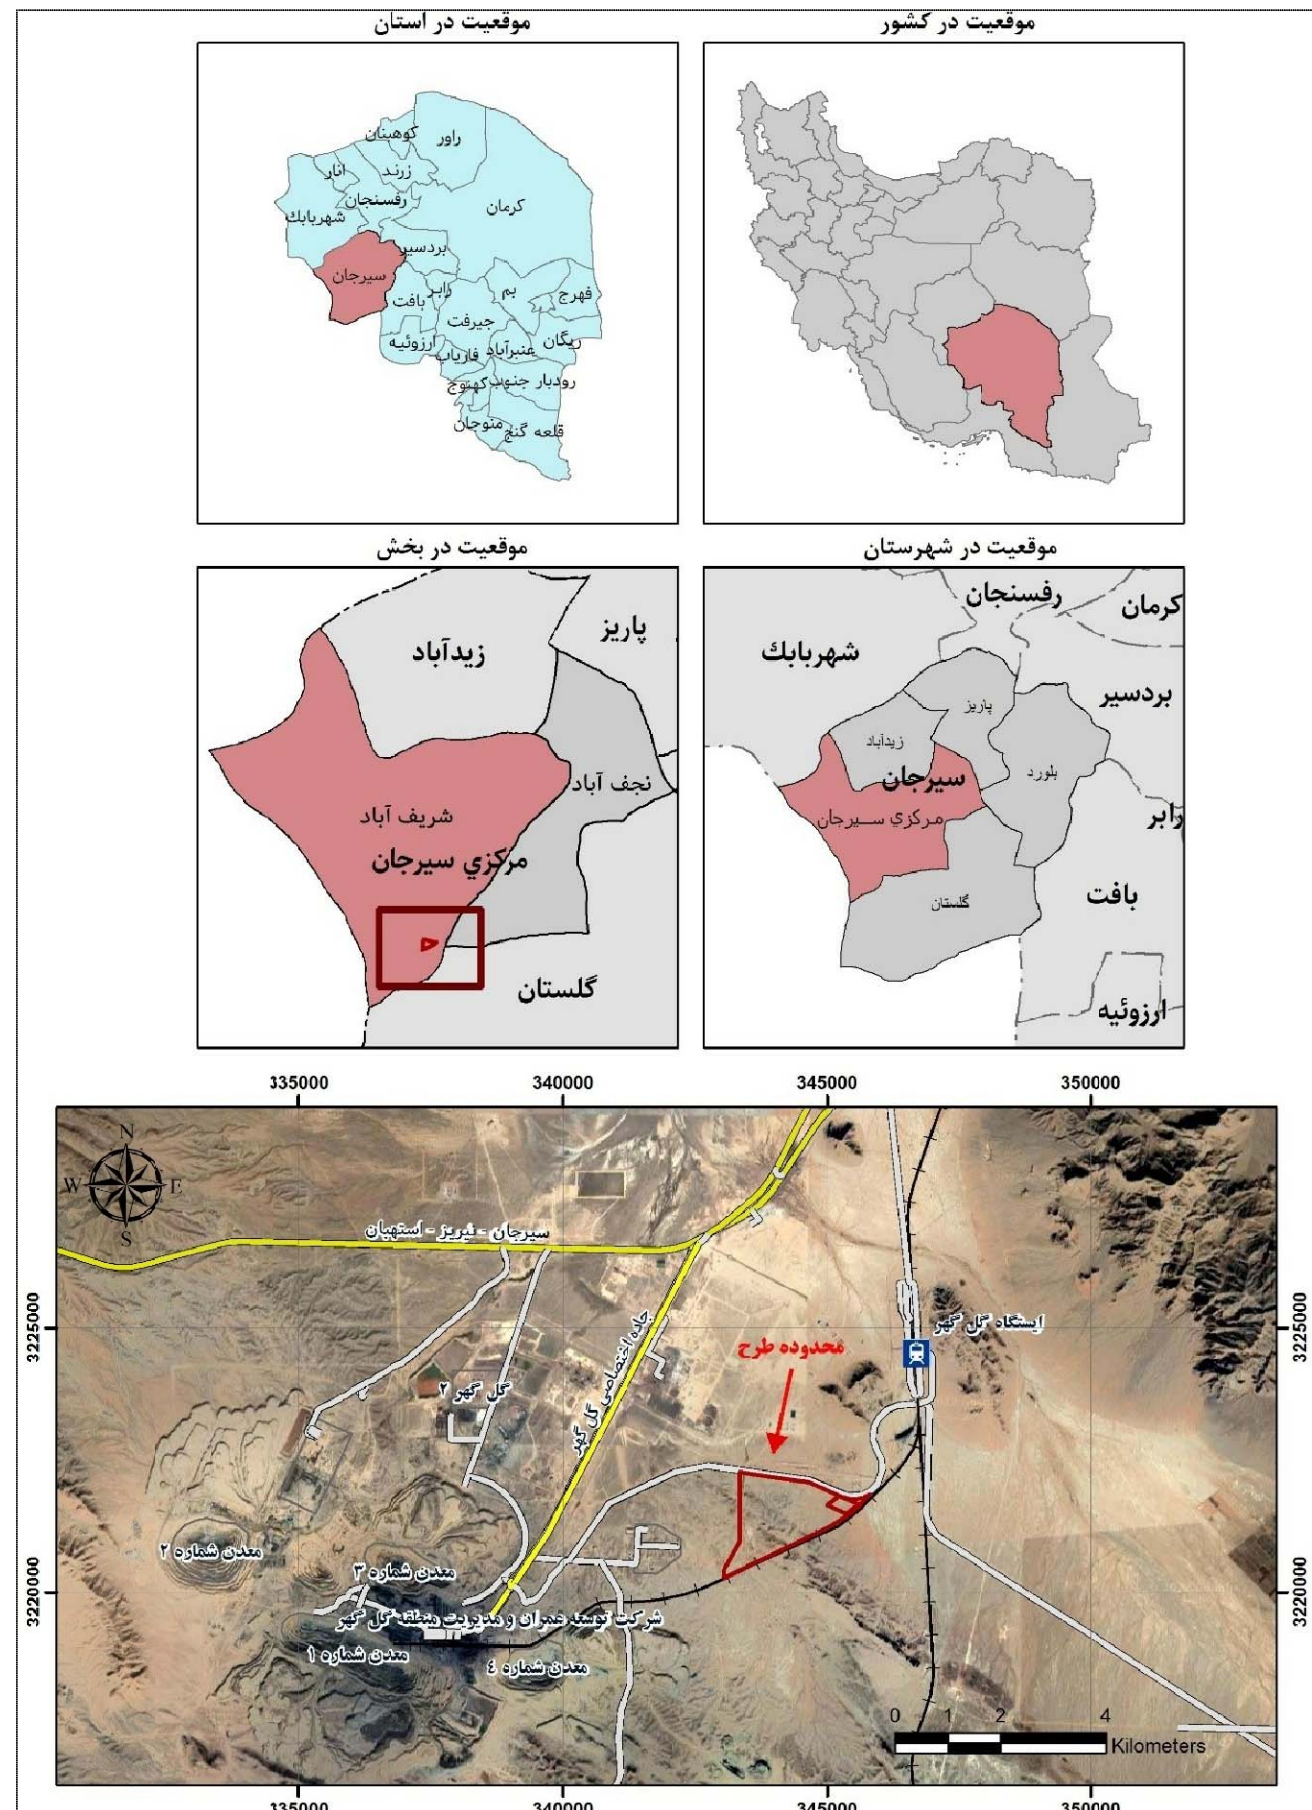 موقعیت در کشور
موقعیت در استان
کوهبنان
راور
انار
زرند
رفسنجان
کرمان
شهربابك
بردسیر
سیرجان
رابر
بافت
بم
فهرج
جیرفت
ارزوئیه
ریگان
عنبرآباد
فاریاب
رودبار جنوب
کهنوج
منوجان
قلعه گنج
موقعیت در شهرستان
موقعیت در بخش
رفسنجان
کرمان
شهربابك
بردسیر
پاریز
زیدآباد
سیرجان
بلورد
مرکزي سیرجان
رابر
بافت
گلستان
ارزوئیه
پاریز
زیدآباد
نجف آباد
شریف آباد
مرکزي سیرجان
گلستان
335000 340000 345000 350000
N
W E
S
سیرجان - نیریز - استهبان
3225000
3225000
ایستگاه گل گهر
جاده اختصاصی گل گهر
محدوده طرح
گل گهر ۲
معدن شماره ۲
معدن شماره ۳
3220000
3220000
شرکت توسعه عمران و مدیریت منطقه گل گهر
معدن شماره ۱
معدن شماره ٤
0 1 2 4
Kilometers
335000 340000 345000 350000